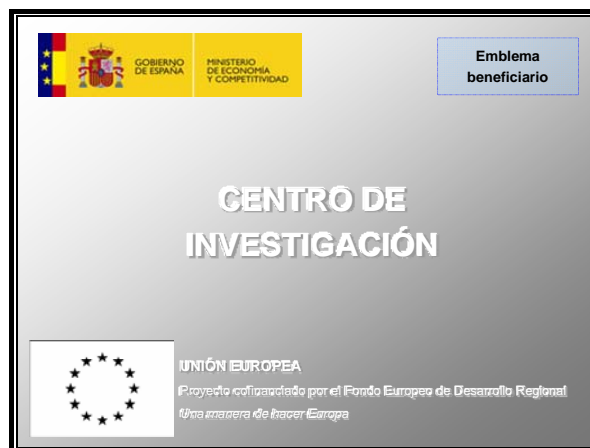 GOBIERNO
DE ESPAÑA
MINISTERIO
DE ECONOMÍA
Y COMPETITIVIDAD
Emblema
beneficiario
CENTRO DE
INVESTIGACIÓN
UNIÓN EUROPEA
Proyecto cofinanciado por el Fondo Europeo de Desarrollo Regional
Una manera de hacer Europa